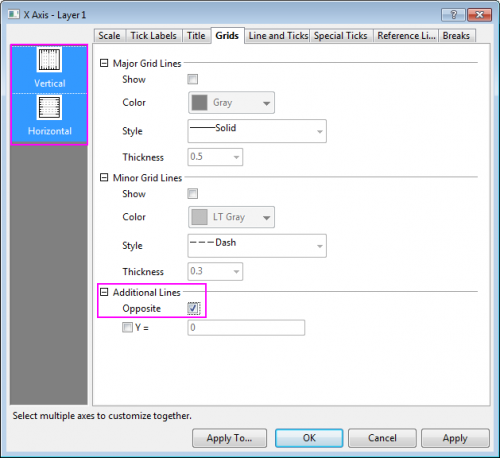 X Axis - Layer 1
Scale Tick Labels Title Grids Line and Ticks Special Ticks Reference Li... Breaks
Vertical
Horizontal
Major Grid Lines
Show
Color Gray
Style Solid
Thickness 0.5
Minor Grid Lines
Show
Color LT Gray
Style Dash
Thickness 0.3
Additional Lines
Opposite
Y = 0
Select multiple axes to customize together.
Apply To... OK Cancel Apply